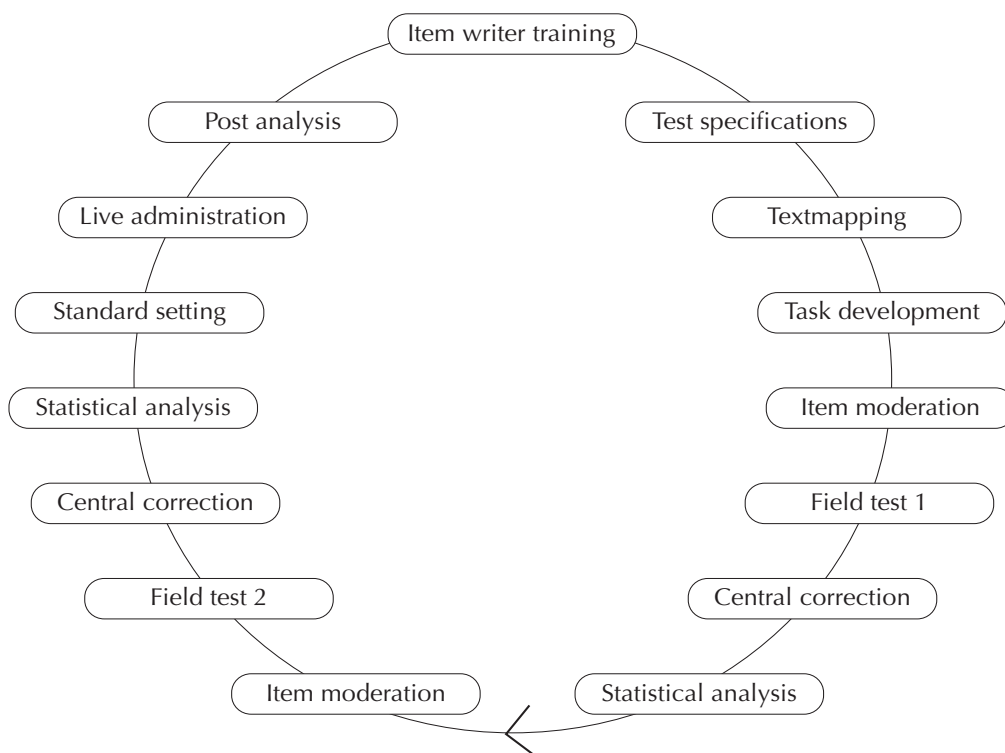 Item writer training
Test specifications
Textmapping
Task development
Item moderation
Field test 1
Central correction
Statistical analysis
Item moderation
Field test 2
Central correction
Statistical analysis
Standard setting
Live administration
Post analysis